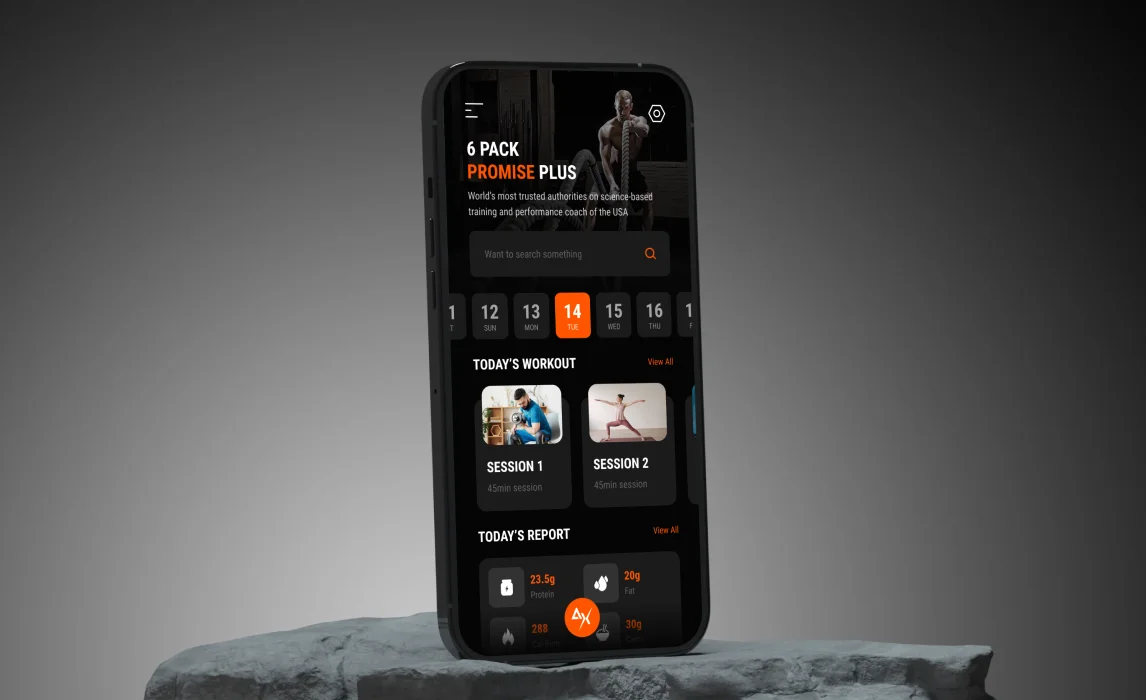 6 PACK
PROMISE PLUS
World's most trusted authorities on science-based
training and performance coach of the USA
Want to search something
1 12 13 14 15 16 1
T SUN MON TUE WED THU F
TODAY'S WORKOUT View All
SESSION 1 SESSION 2
45min session 45min session
TODAY'S REPORT View All
23.5g 20g
Protein Fat
288 30g